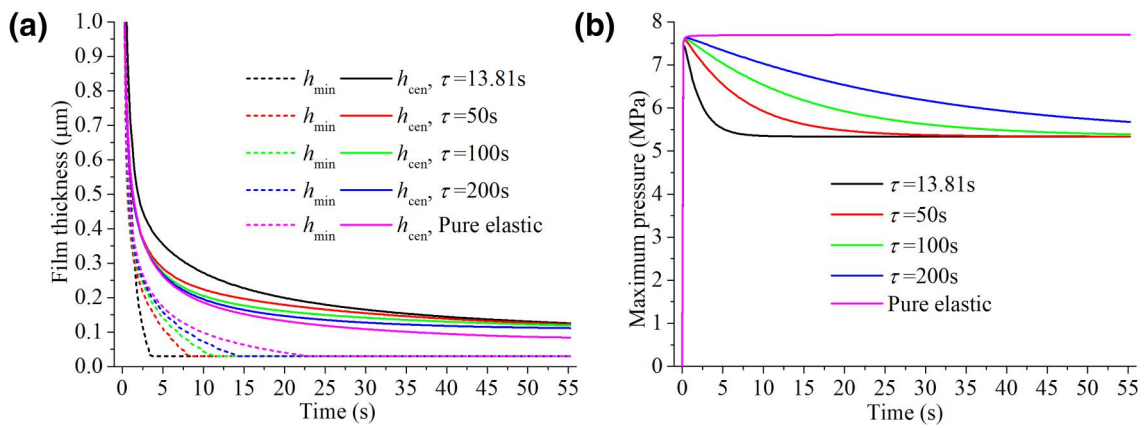 (a)
Film thickness (μm)
1.0
0.9
0.8
0.7
0.6
0.5
0.4
0.3
0.2
0.1
0.0
h_min h_cen, τ=13.81s
h_min h_cen, τ=50s
h_min h_cen, τ=100s
h_min h_cen, τ=200s
h_min h_cen, Pure elastic
0 5 10 15 20 25 30 35 40 45 50 55
Time (s)
(b)
Maximum pressure (MPa)
8
7
6
5
4
3
2
1
0
τ=13.81s
τ=50s
τ=100s
τ=200s
Pure elastic
0 5 10 15 20 25 30 35 40 45 50 55
Time (s)